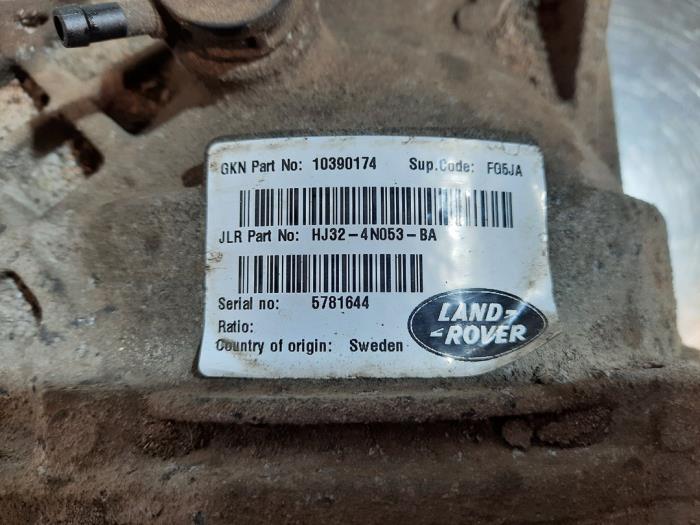 GKN Part No: 10390174 Sup.Code: FQ5JA
JLR Part No: HJ32-4N053-BA
Serial no: 5781644
Ratio:
Country of origin: Sweden
LAND-
-ROVER